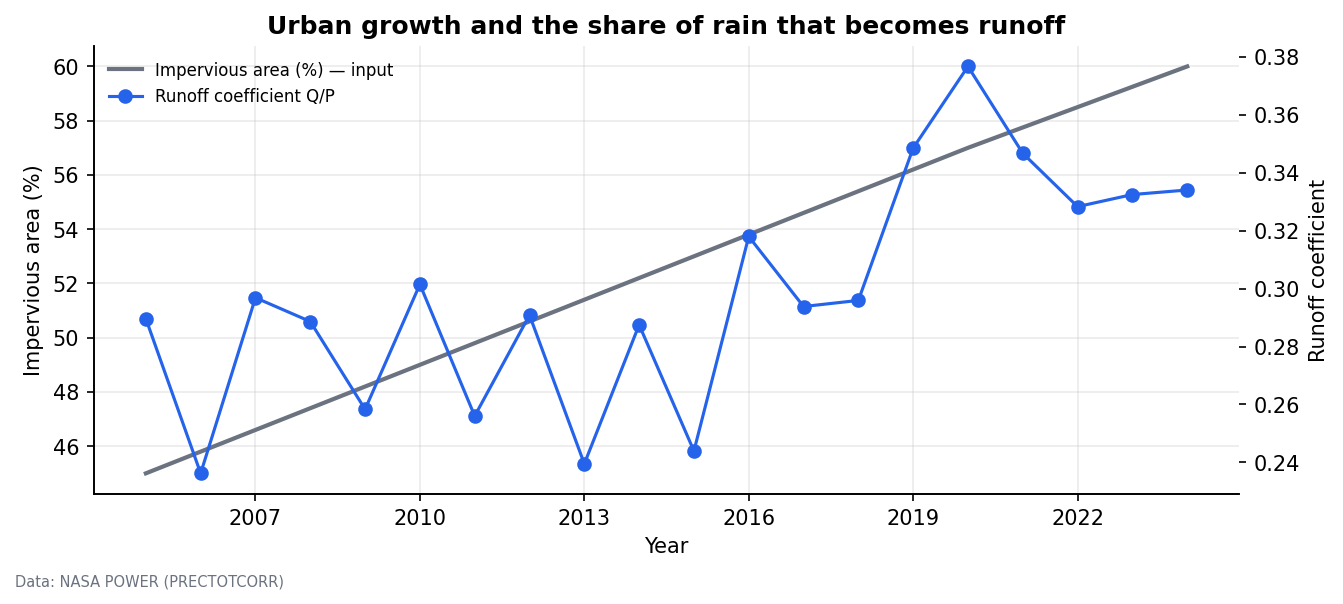 Urban growth and the share of rain that becomes runoff
Impervious area (%) — input
Runoff coefficient Q/P
Impervious area (%)
60
58
56
54
52
50
48
46
0.38
0.36
0.34
0.32
0.30
0.28
0.26
0.24
Runoff coefficient
2007 2010 2013 2016 2019 2022
Year
Data: NASA POWER (PRECTOTCORR)